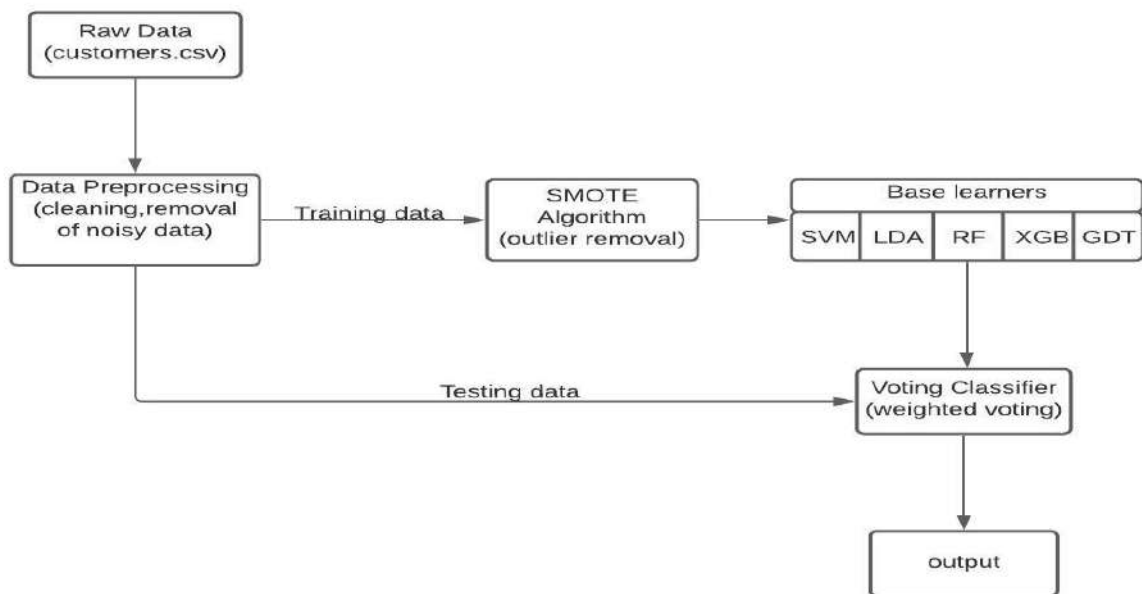 Raw Data
(customers.csv)
Data Preprocessing
(cleaning,removal
of noisy data)
Training data
SMOTE
Algorithm
(outlier removal)
Base learners
SVM LDA RF XGB GDT
Testing data
Voting Classifier
(weighted voting)
output